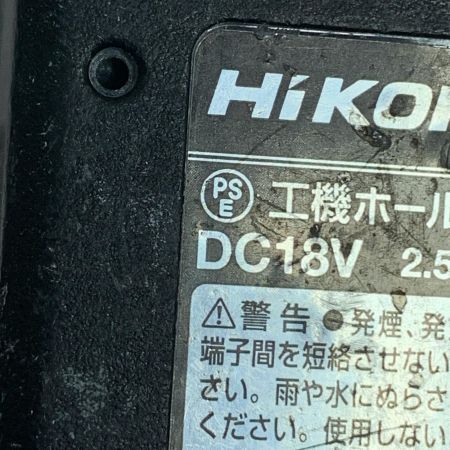 HiKO
PSE 工機ホール
DC18V 2.5
⚠警告 ●発煙、発
端子間を短絡させない
さい。雨や水にぬらさ
ください。使用しない